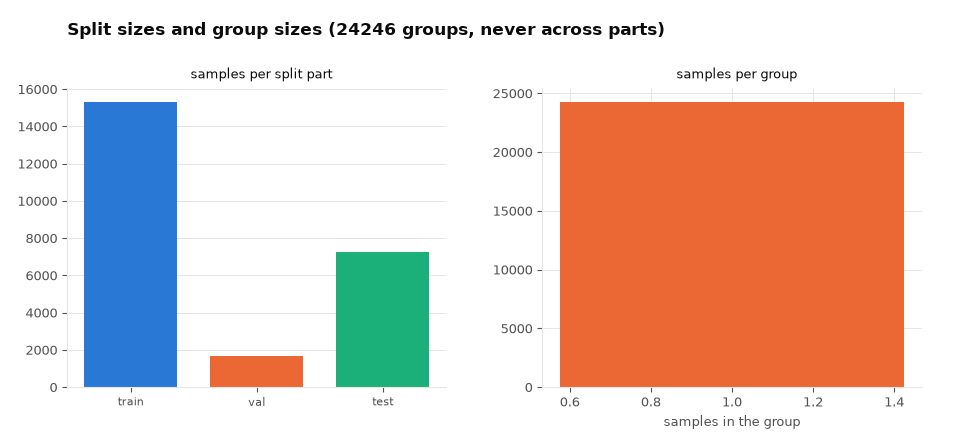 Split sizes and group sizes (24246 groups, never across parts)
samples per split part
16000
14000
12000
10000
8000
6000
4000
2000
0
train val test
samples per group
25000
20000
15000
10000
5000
0
0.6 0.8 1.0 1.2 1.4
samples in the group